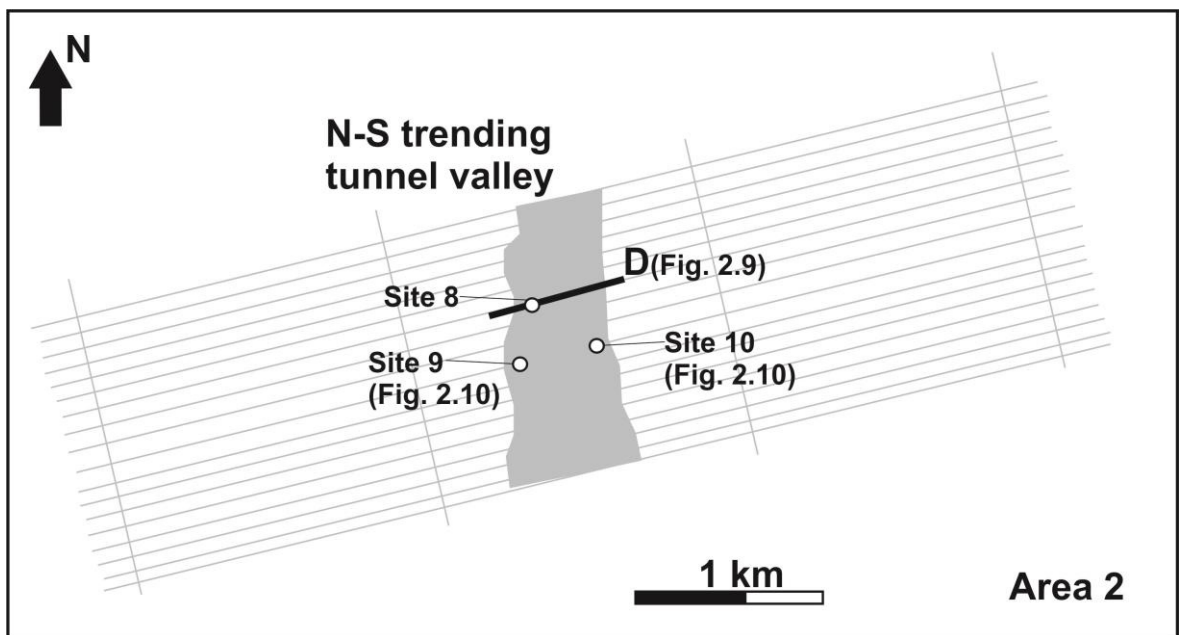 N
N-S trending
tunnel valley
D(Fig. 2.9)
Site 8
Site 9
(Fig. 2.10)
Site 10
(Fig. 2.10)
1 km
Area 2